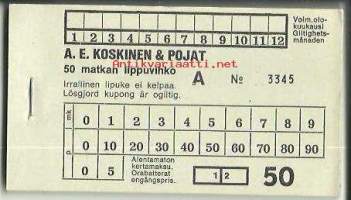 Voim.olo-
kuukausi
Giltighets-
månaden
1 2 3 4 5 6 7 8 9 10 11 12
Antikvariaatti.net
A. E. KOSKINEN & POJAT
50 matkan lippuvihko A № 3345
Irrallinen lipuke ei kelpaa.
Lösgjord kupong är ogiltig.
mk. 0 1 2 3 4 5 6 7 8 9
p. 0 10 20 30 40 50 60 70 80 90
0 5 Alentamaton
kertamaksu.
Orabatterat
engångspris.
1 2 50